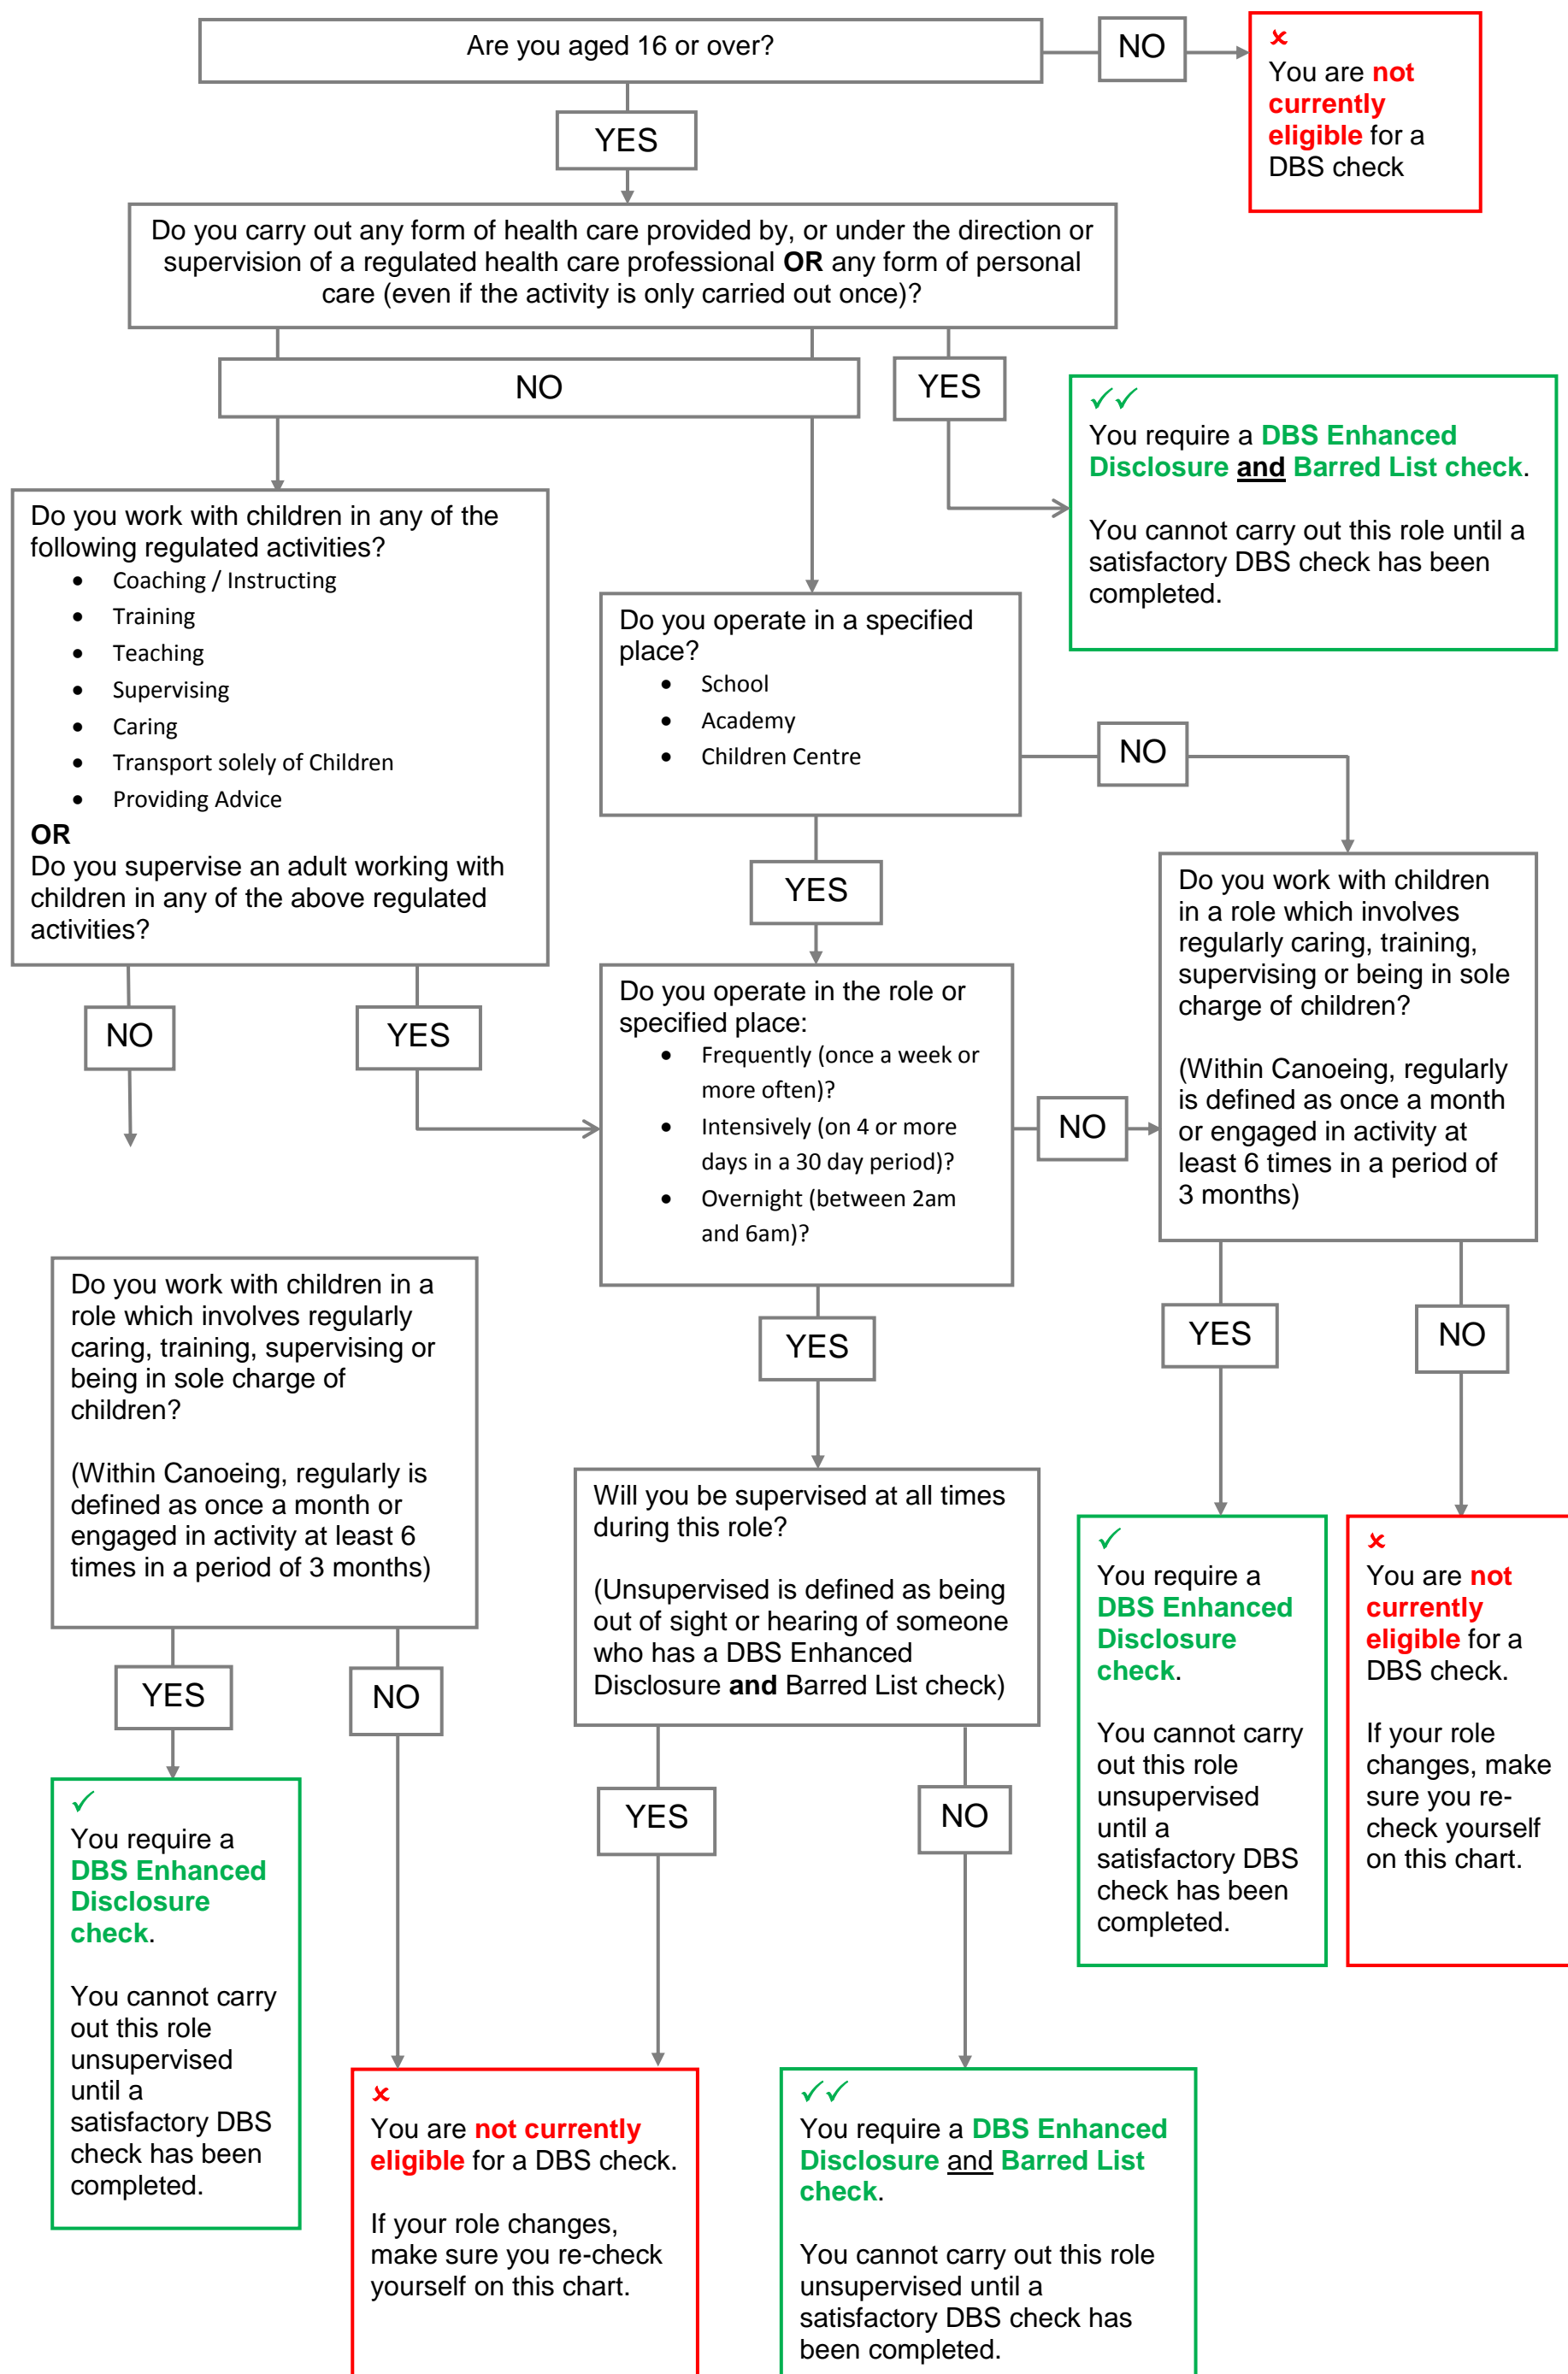 Are you aged 16 or over?
NO
×
You are not
currently
eligible for a
DBS check
YES
Do you carry out any form of health care provided by, or under the direction or
supervision of a regulated health care professional OR any form of personal
care (even if the activity is only carried out once)?
NO
YES
✓✓
You require a DBS Enhanced
Disclosure and Barred List check.
You cannot carry out this role until a
satisfactory DBS check has been
completed.
Do you work with children in any of the
following regulated activities?
• Coaching / Instructing
• Training
• Teaching
• Supervising
• Caring
• Transport solely of Children
• Providing Advice
OR
Do you supervise an adult working with
children in any of the above regulated
activities?
Do you operate in a specified
place?
• School
• Academy
• Children Centre
NO
YES
Do you work with children
in a role which involves
regularly caring, training,
supervising or being in sole
charge of children?
(Within Canoeing, regularly
is defined as once a month
or engaged in activity at
least 6 times in a period of
3 months)
NO
YES
Do you operate in the role or
specified place:
• Frequently (once a week or
more often)?
• Intensively (on 4 or more
days in a 30 day period)?
• Overnight (between 2am
and 6am)?
NO
Do you work with children in a
role which involves regularly
caring, training, supervising or
being in sole charge of
children?
(Within Canoeing, regularly is
defined as once a month or
engaged in activity at least 6
times in a period of 3 months)
YES
YES
NO
Will you be supervised at all times
during this role?
(Unsupervised is defined as being
out of sight or hearing of someone
who has a DBS Enhanced
Disclosure and Barred List check)
✓
You require a
DBS Enhanced
Disclosure
check.
You cannot carry
out this role
unsupervised
until a
satisfactory DBS
check has been
completed.
×
You are not
currently
eligible for a
DBS check.
If your role
changes, make
sure you re-
check yourself
on this chart.
YES
NO
YES
NO
✓
You require a
DBS Enhanced
Disclosure
check.
You cannot carry
out this role
unsupervised
until a
satisfactory DBS
check has been
completed.
×
You are not currently
eligible for a DBS check.
If your role changes,
make sure you re-check
yourself on this chart.
✓✓
You require a DBS Enhanced
Disclosure and Barred List
check.
You cannot carry out this role
unsupervised until a
satisfactory DBS check has
been completed.